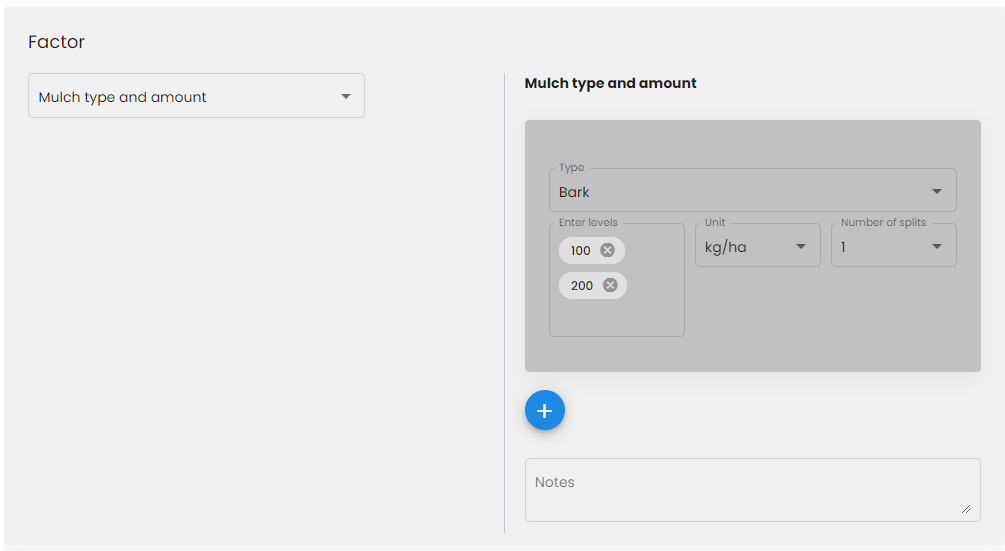 Factor
Mulch type and amount
Mulch type and amount
Type
Bark
Enter levels
100
200
Unit
kg/ha
Number of splits
1
Notes